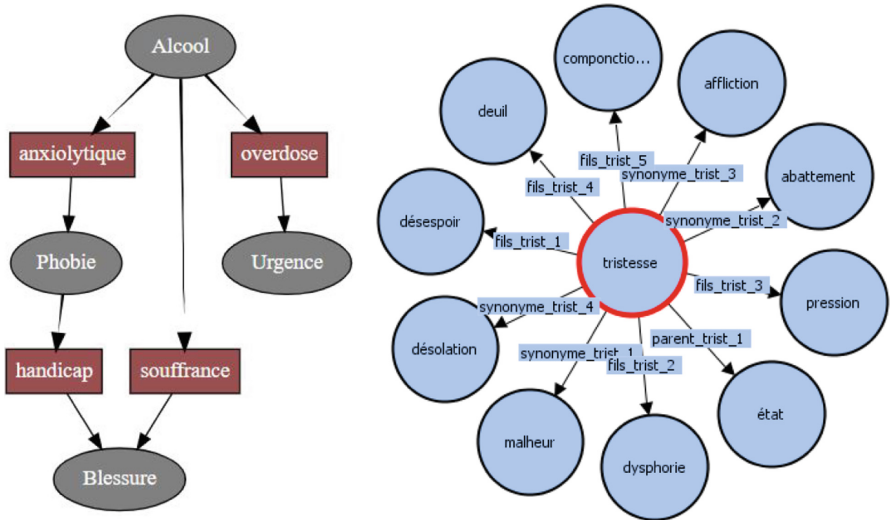 Alcool
anxiolytique
overdose
Phobie
Urgence
handicap
souffrance
Blessure
componctio...
affliction
deuil
abattement
désespoir
tristesse
pression
désolation
état
malheur
dysphorie
fils_trist_5
synonyme_trist_3
fils_trist_4
synonyme_trist_2
fils_trist_1
fils_trist_3
synonyme_trist_4
parent_trist_1
synonyme_trist_1
fils_trist_2